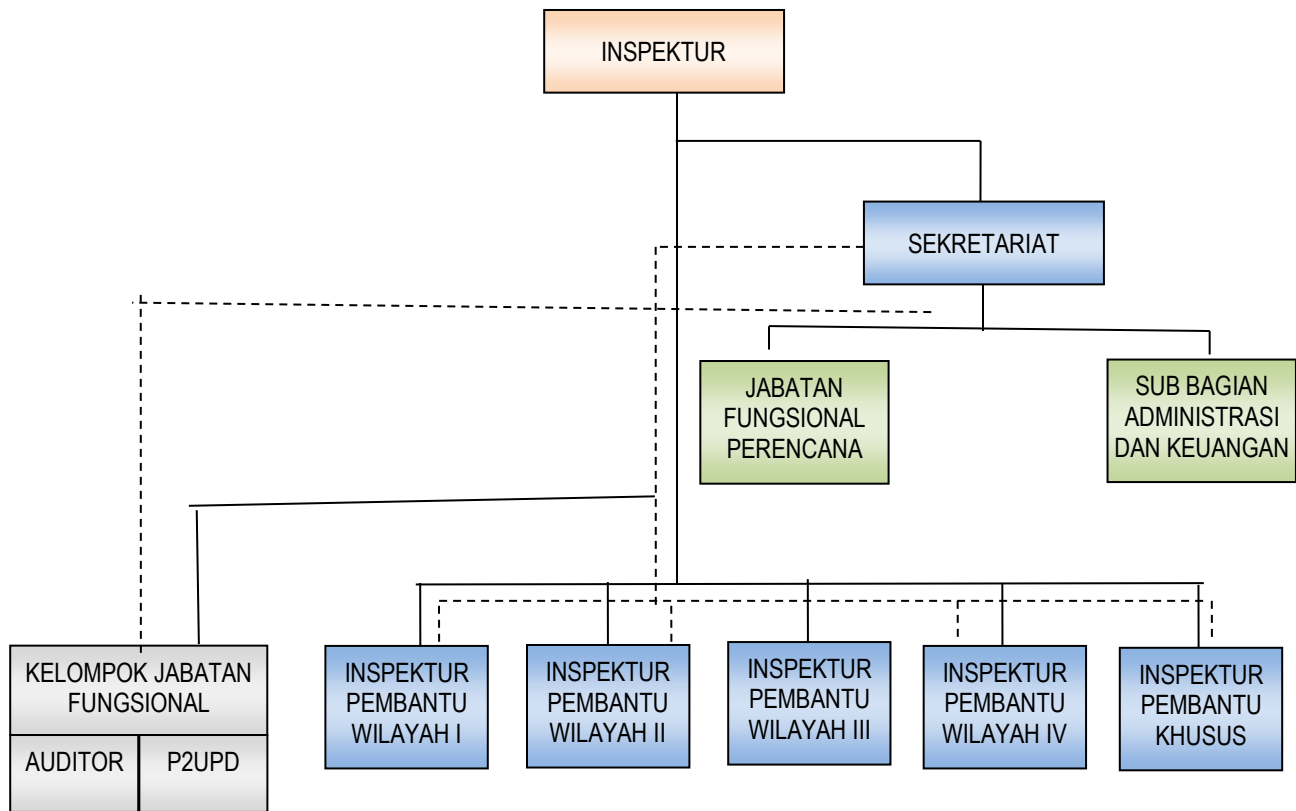 INSPEKTUR
SEKRETARIAT
JABATAN
FUNGSIONAL
PERENCANA
SUB BAGIAN
ADMINISTRASI
DAN KEUANGAN
KELOMPOK JABATAN
FUNGSIONAL
AUDITOR
P2UPD
INSPEKTUR
PEMBANTU
WILAYAH I
INSPEKTUR
PEMBANTU
WILAYAH II
INSPEKTUR
PEMBANTU
WILAYAH III
INSPEKTUR
PEMBANTU
WILAYAH IV
INSPEKTUR
PEMBANTU
KHUSUS